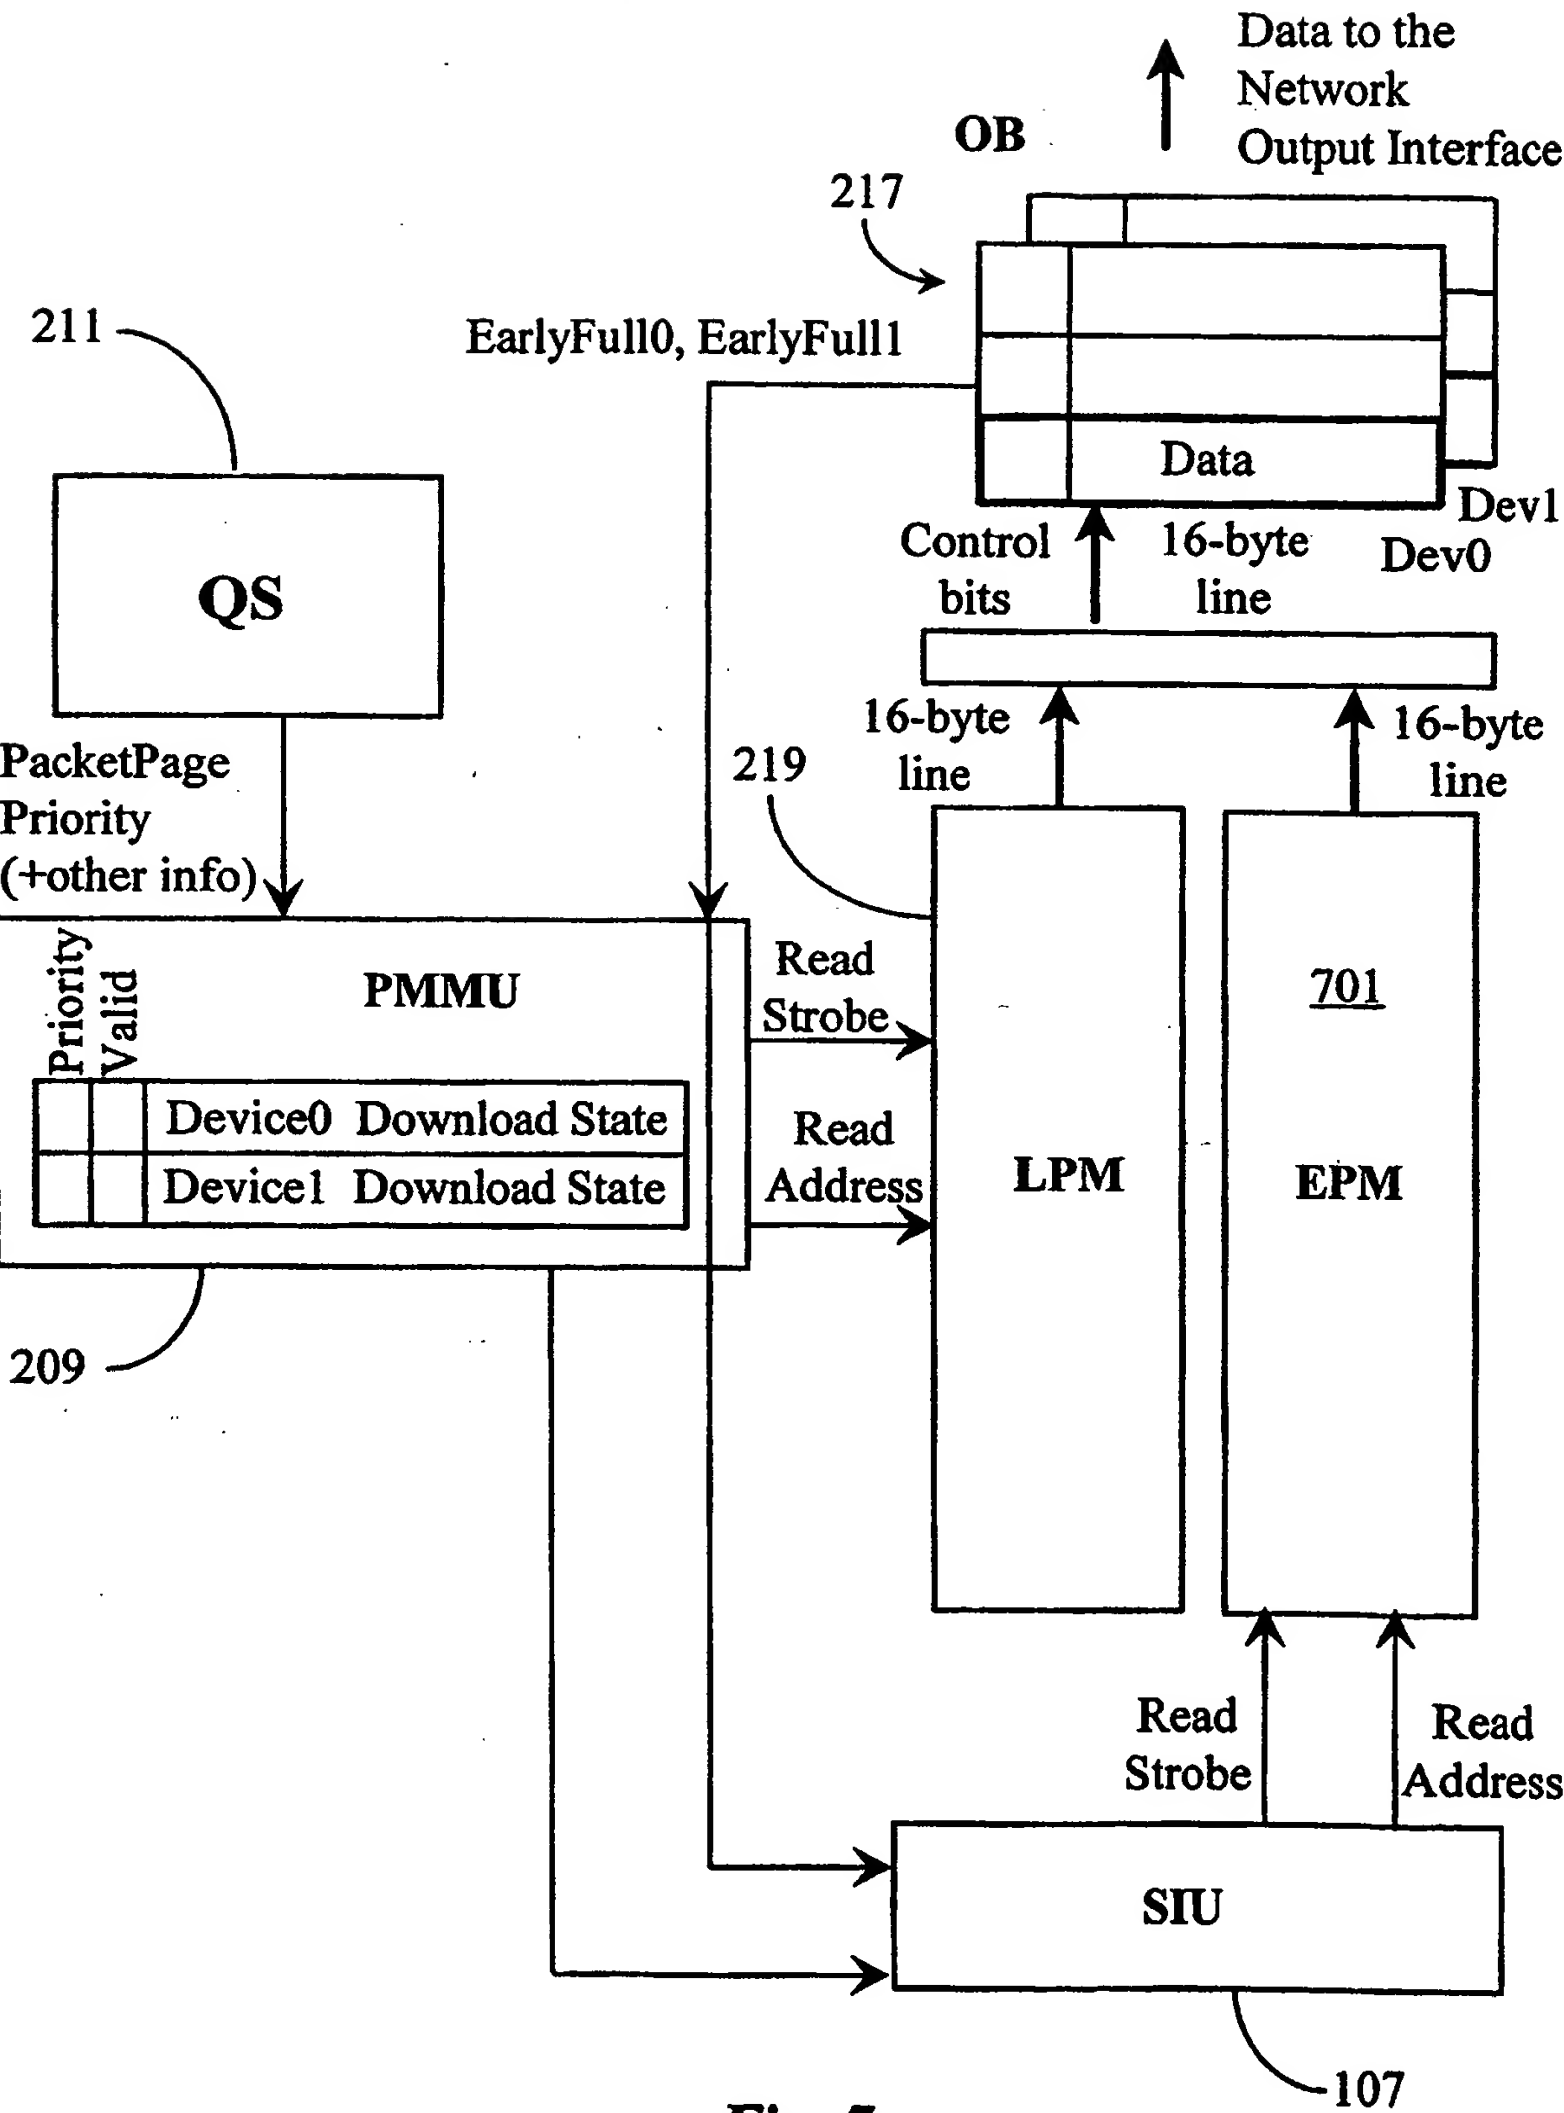 Data to the
Network
Output Interface
OB
217
211
EarlyFull0, EarlyFull1
Data
Dev1
Dev0
Control
bits
16-byte
line
QS
16-byte
line
16-byte
line
219
PacketPage
Priority
(+other info)
Priority
Valid
PMMU
Read
Strobe
701
Device0 Download State
Device1 Download State
Read
Address
LPM
EPM
209
Read
Strobe
Read
Address
SIU
107